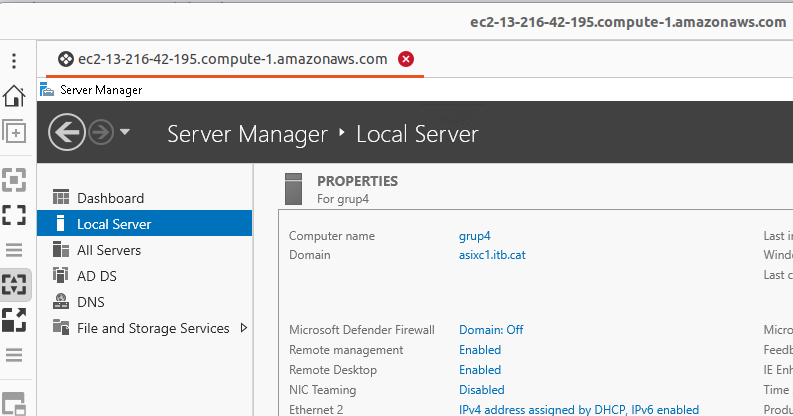 ec2-13-216-42-195.compute-1.amazonaws.com
ec2-13-216-42-195.compute-1.amazonaws.com
Server Manager
Server Manager ‣ Local Server
Dashboard
Local Server
All Servers
AD DS
DNS
File and Storage Services
PROPERTIES
For grup4
Computer name grup4 Last in
Domain asixc1.itb.cat Windo
Last c
Microsoft Defender Firewall Domain: Off Micro
Remote management Enabled Feedb
Remote Desktop Enabled IE Enh
NIC Teaming Disabled Time z
Ethernet 2 IPv4 address assigned by DHCP, IPv6 enabled Produ